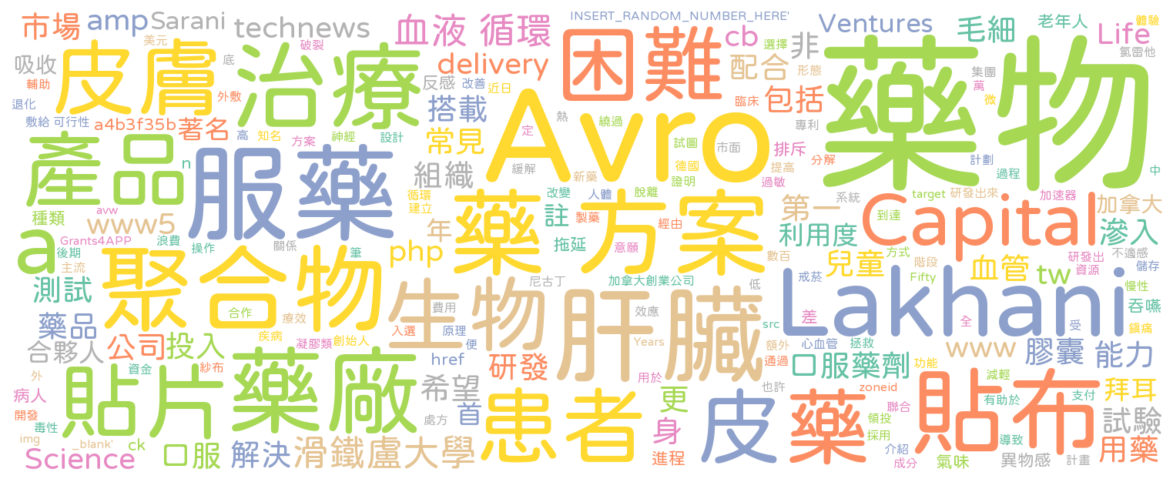 市場 amp Sarani technews 血液 循環 INSERT_RANDOM_NUMBER_HERE' Ventures 毛細 老年人 體驗
美元 破裂 底 cb 選擇 非 Life 氯雷他
吸收 皮膚 治療 反感 delivery 改善 近日 困難 配合 形態 藥物 集團 萬 微
輔助 外敷 搭載 臨床 包括
退化 敷給 可行性 a4b3f35b 著名 高 知名 方案 神經 設計 常見 定 Avro 熱 繞過 試圖 市面 排斥 專利 分解 計劃 過程 中
產品 n 服藥 組織 緩解 新藥 德國 證明 提高 過敏
種類 avw 循環 建立 註 改變 人體 脫離 第一 系統 target 研發出來 加速器 加拿大
a www5 年 製藥 藥 方案 經由 利用度 到達 Capital 滲入
Grants4APP 浪費 操作 php 拖延 意願 數百 兒童 方式 階段 研發出 不適感
後期 主流 關係 筆 聚合物 尼古丁 加拿大創業公司 低 戒菸 Fifty 血管 tw 資源 儲存
測試 生物 肝臟 Lakhani 慢性 吞嚥
藥品 合作 療效 費用 效應 src 差 全 受 鎮痛
疾病 凝膠類 創始人 入選 原理 便 Years 額外 心血管 拯救 www 膠囊 能力
合夥人 公司 投入 href 研發 通過 口服藥劑 功能
外 資金 紗布 用於 也許 zoneid 減輕
病人 貼片 藥廠 希望 患者 更 皮 藥 領投 聯合 有助於 支付 貼布 拜耳
開發 毒性 處方 首 採用 試驗
img _blank' ck 身 導致
Science 口服 解決 滑鐵盧大學 進程 介紹 成分 氣味 異物感 計畫 用藥